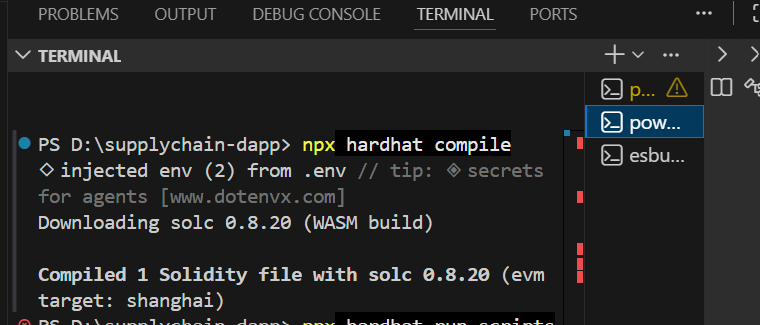 PROBLEMS OUTPUT DEBUG CONSOLE TERMINAL PORTS
TERMINAL
p...
PS D:\supplychain-dapp> npx hardhat compile
pow...
injected env (2) from .env // tip: ◈ secrets
esbu...
for agents [www.dotenvx.com]
Downloading solc 0.8.20 (WASM build)
Compiled 1 Solidity file with solc 0.8.20 (evm
target: shanghai)
PS D:\supplychain-dapp> npx hardhat run scripts